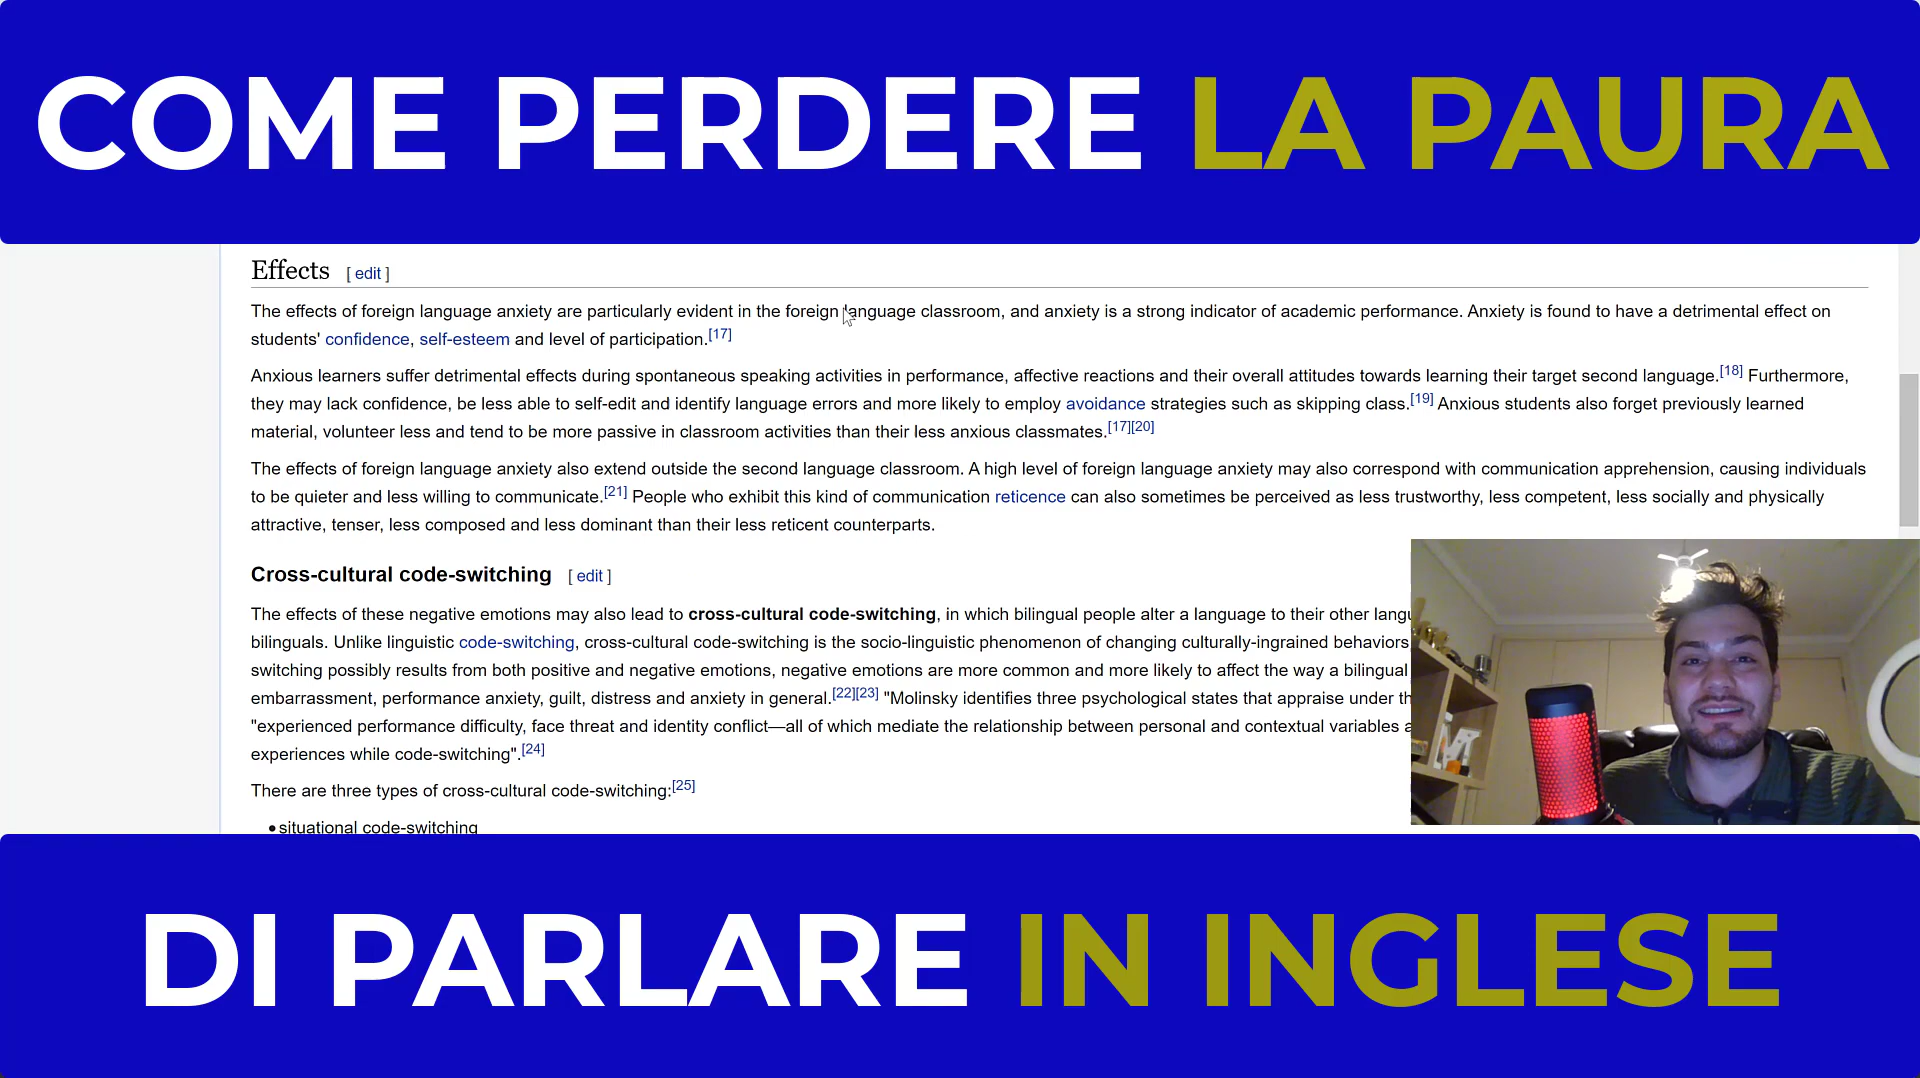 COME PERDERE LA PAURA
Effects [ edit ]
The effects of foreign language anxiety are particularly evident in the foreign language classroom, and anxiety is a strong indicator of academic performance. Anxiety is found to have a detrimental effect on
students' confidence, self-esteem and level of participation.[17]
Anxious learners suffer detrimental effects during spontaneous speaking activities in performance, affective reactions and their overall attitudes towards learning their target second language.[18] Furthermore,
they may lack confidence, be less able to self-edit and identify language errors and more likely to employ avoidance strategies such as skipping class.[19] Anxious students also forget previously learned
material, volunteer less and tend to be more passive in classroom activities than their less anxious classmates.[17][20]
The effects of foreign language anxiety also extend outside the second language classroom. A high level of foreign language anxiety may also correspond with communication apprehension, causing individuals
to be quieter and less willing to communicate.[21] People who exhibit this kind of communication reticence can also sometimes be perceived as less trustworthy, less competent, less socially and physically
attractive, tenser, less composed and less dominant than their less reticent counterparts.
Cross-cultural code-switching [ edit ]
The effects of these negative emotions may also lead to cross-cultural code-switching, in which bilingual people alter a language to their other langu
bilinguals. Unlike linguistic code-switching, cross-cultural code-switching is the socio-linguistic phenomenon of changing culturally-ingrained behaviors
switching possibly results from both positive and negative emotions, negative emotions are more common and more likely to affect the way a bilingual
embarrassment, performance anxiety, guilt, distress and anxiety in general.[22][23] "Molinsky identifies three psychological states that appraise under th
"experienced performance difficulty, face threat and identity conflict—all of which mediate the relationship between personal and contextual variables a
experiences while code-switching".[24]
There are three types of cross-cultural code-switching:[25]
• situational code-switching
DI PARLARE IN INGLESE